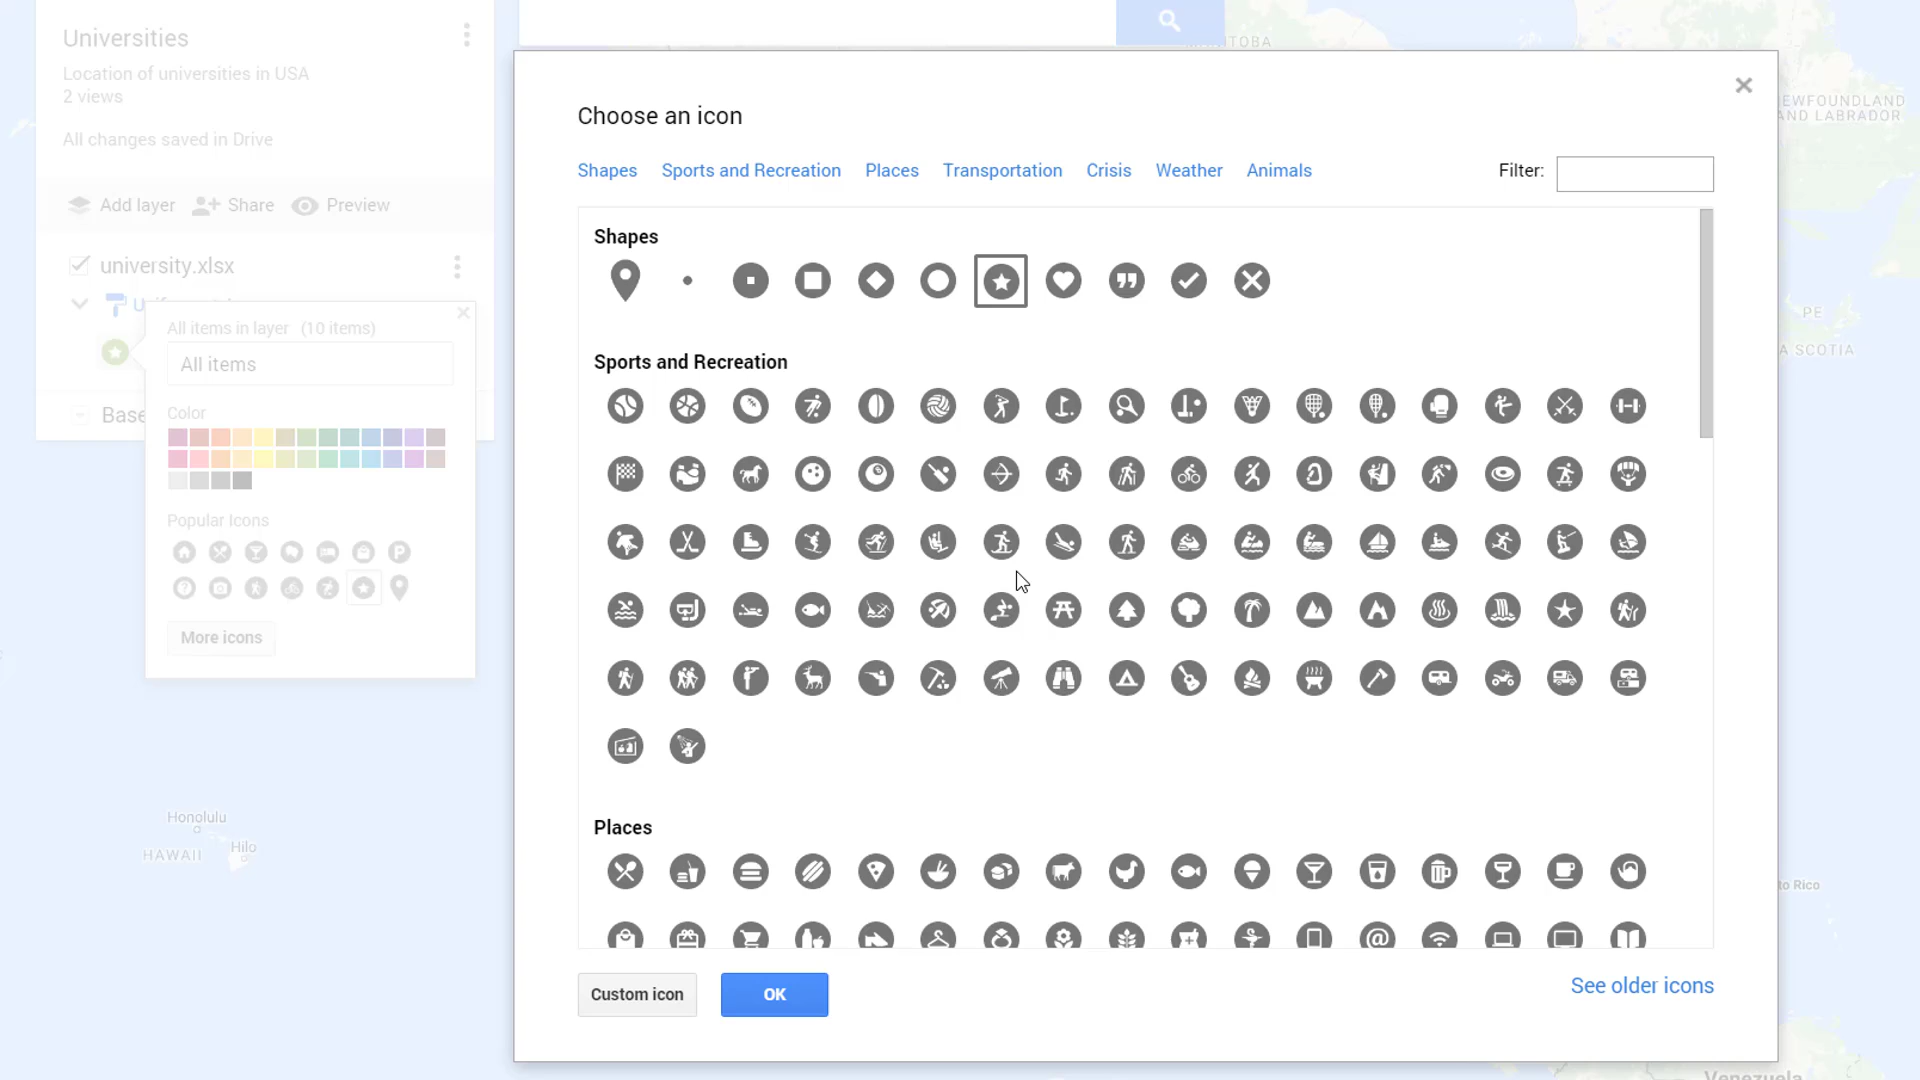 Universities
Location of universities in USA
2 views
All changes saved in Drive
Add layer Share Preview
university.xlsx
All items in layer (10 items)
All items
Color
Popular Icons
More icons
Base
MANITOBA
Choose an icon
Shapes Sports and Recreation Places Transportation Crisis Weather Animals Filter:
Shapes
Sports and Recreation
Places
Custom icon OK See older icons
EWFOUNDLAND
AND LABRADOR
PE
A SCOTIA
to Rico
Venezuela
Honolulu
HAWAII Hilo